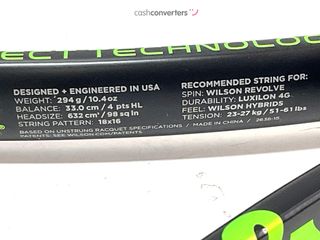 cashconverters
ECT TECHNOLOG
DESIGNED + ENGINEERED IN USA
WEIGHT: 294 g / 10.4oz
BALANCE: 33.0 cm / 4 pts HL
HEADSIZE: 632 cm² / 98 sq in
STRING PATTERN: 18x16
RECOMMENDED STRING FOR:
SPIN: WILSON REVOLVE
DURABILITY: LUXILON 4G
FEEL: WILSON HYBRIDS
TENSION: 23-27 kg / 51-61 lbs
BASED ON UNSTRUNG RACQUET SPECIFICATIONS / MADE IN CHINA / 2636-15
PATENTS: SEE WILSON.COM/PATENTS